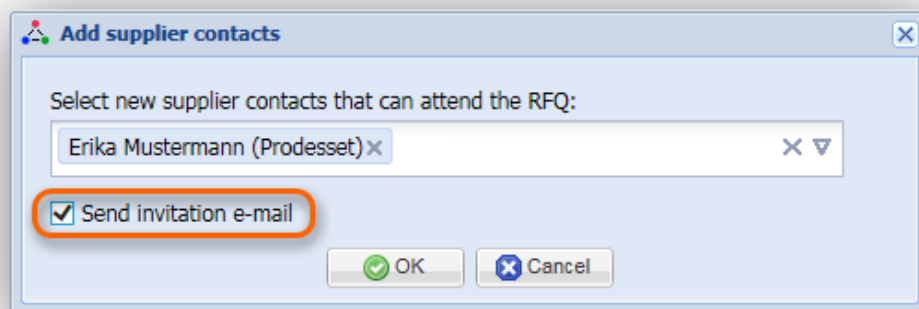 Add supplier contacts
Select new supplier contacts that can attend the RFQ:
Erika Mustermann (Prodesset)
Send invitation e-mail
OK Cancel